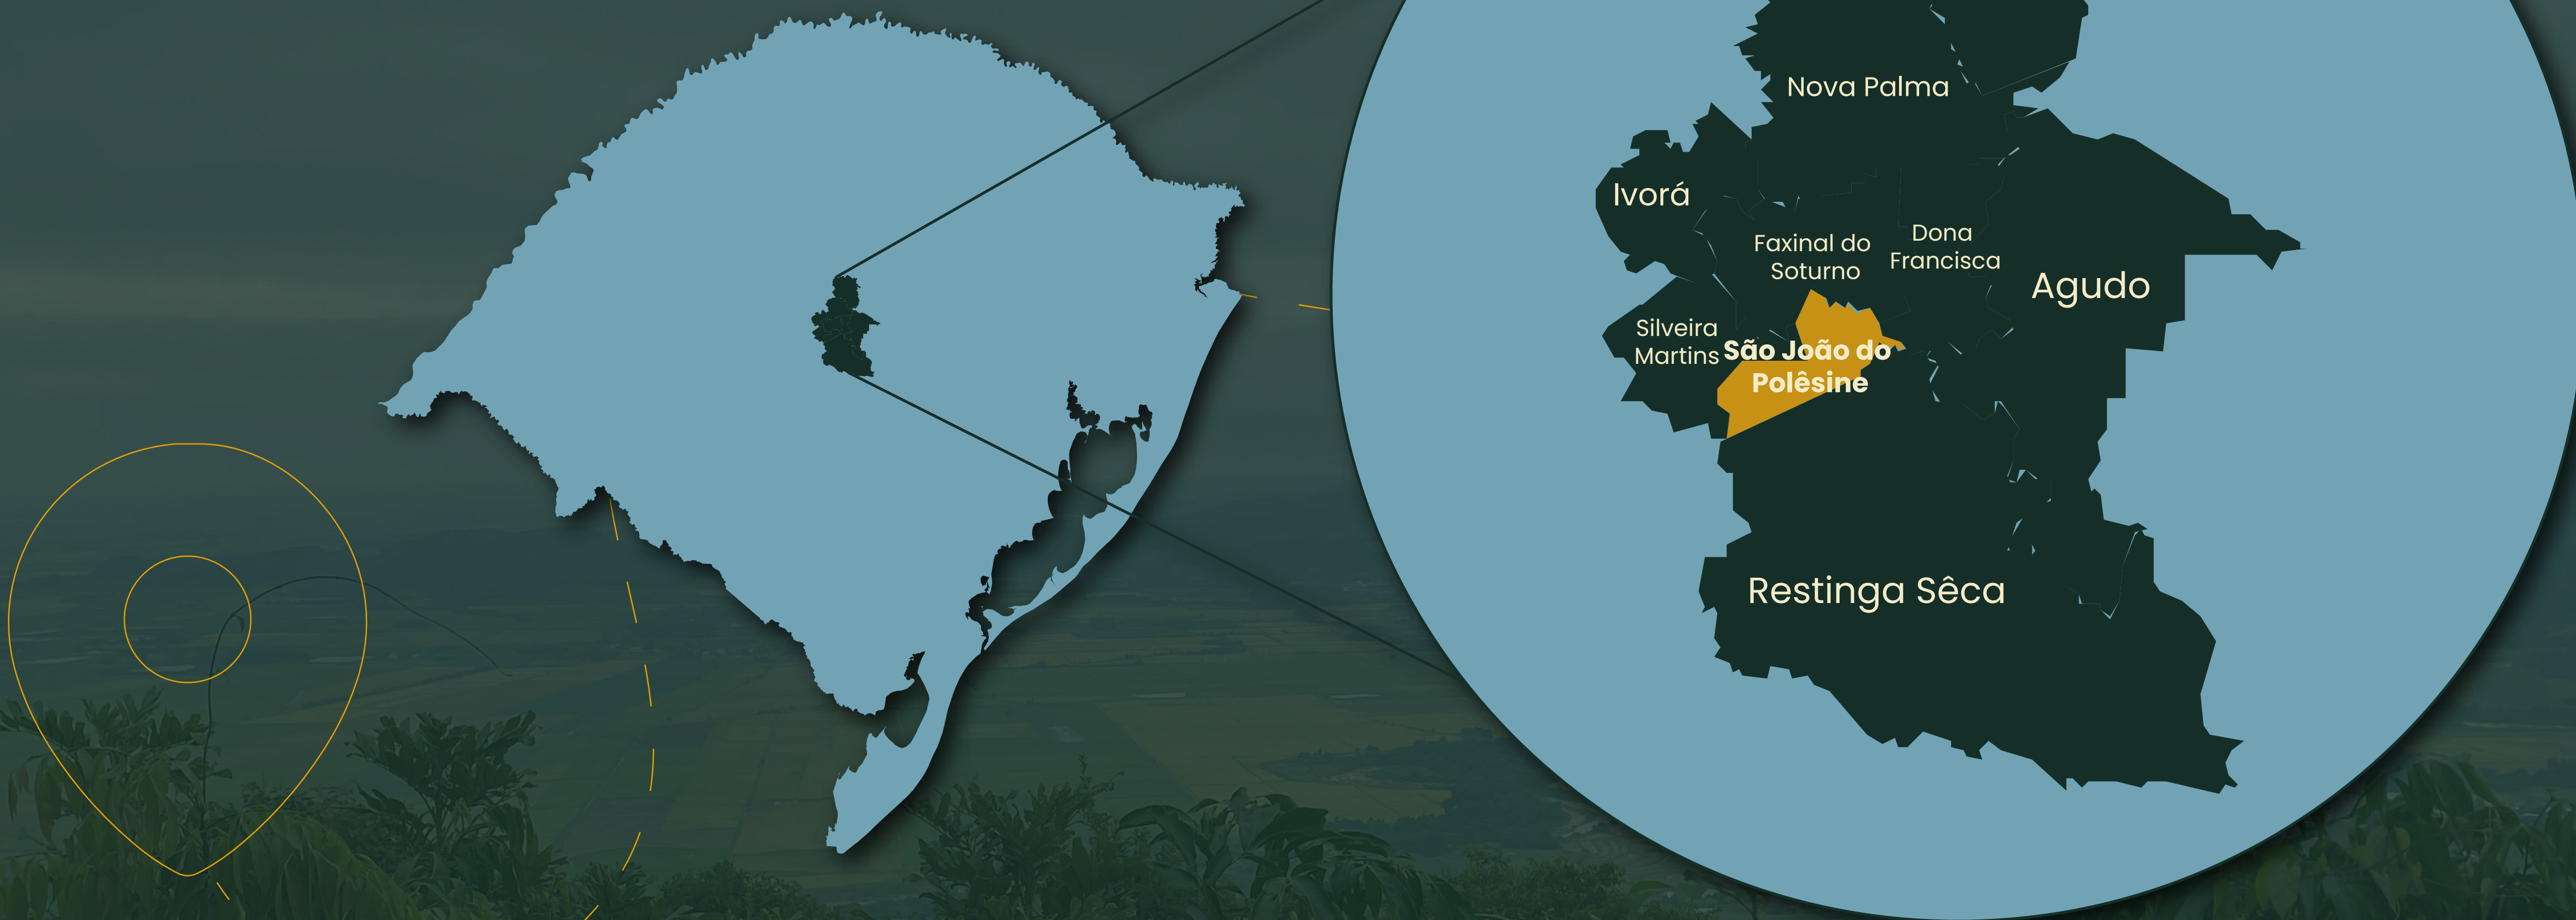 Nova Palma
Ivorá
Faxinal do
Soturno
Dona
Francisca
Agudo
Silveira
Martins
São João do
Polêsine
Restinga Sêca